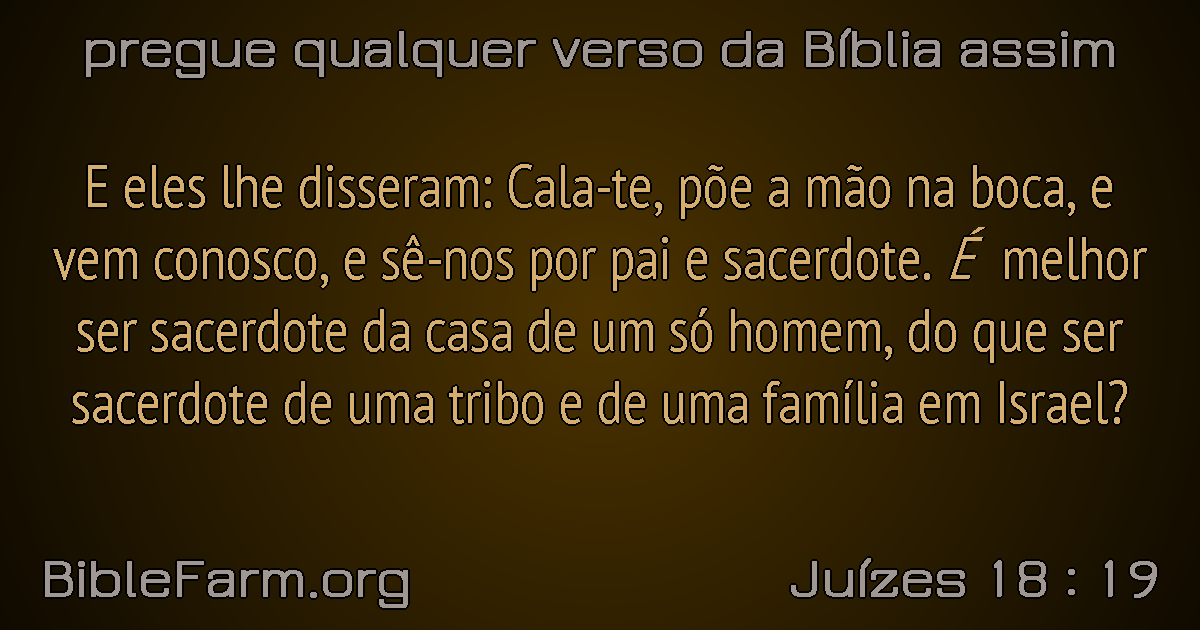 pregue qualquer verso da Bíblia assim
E eles lhe disseram: Cala-te, põe a mão na boca, e
vem conosco, e sê-nos por pai e sacerdote. É melhor
ser sacerdote da casa de um só homem, do que ser
sacerdote de uma tribo e de uma família em Israel?
BibleFarm.org
Juízes 18 : 19